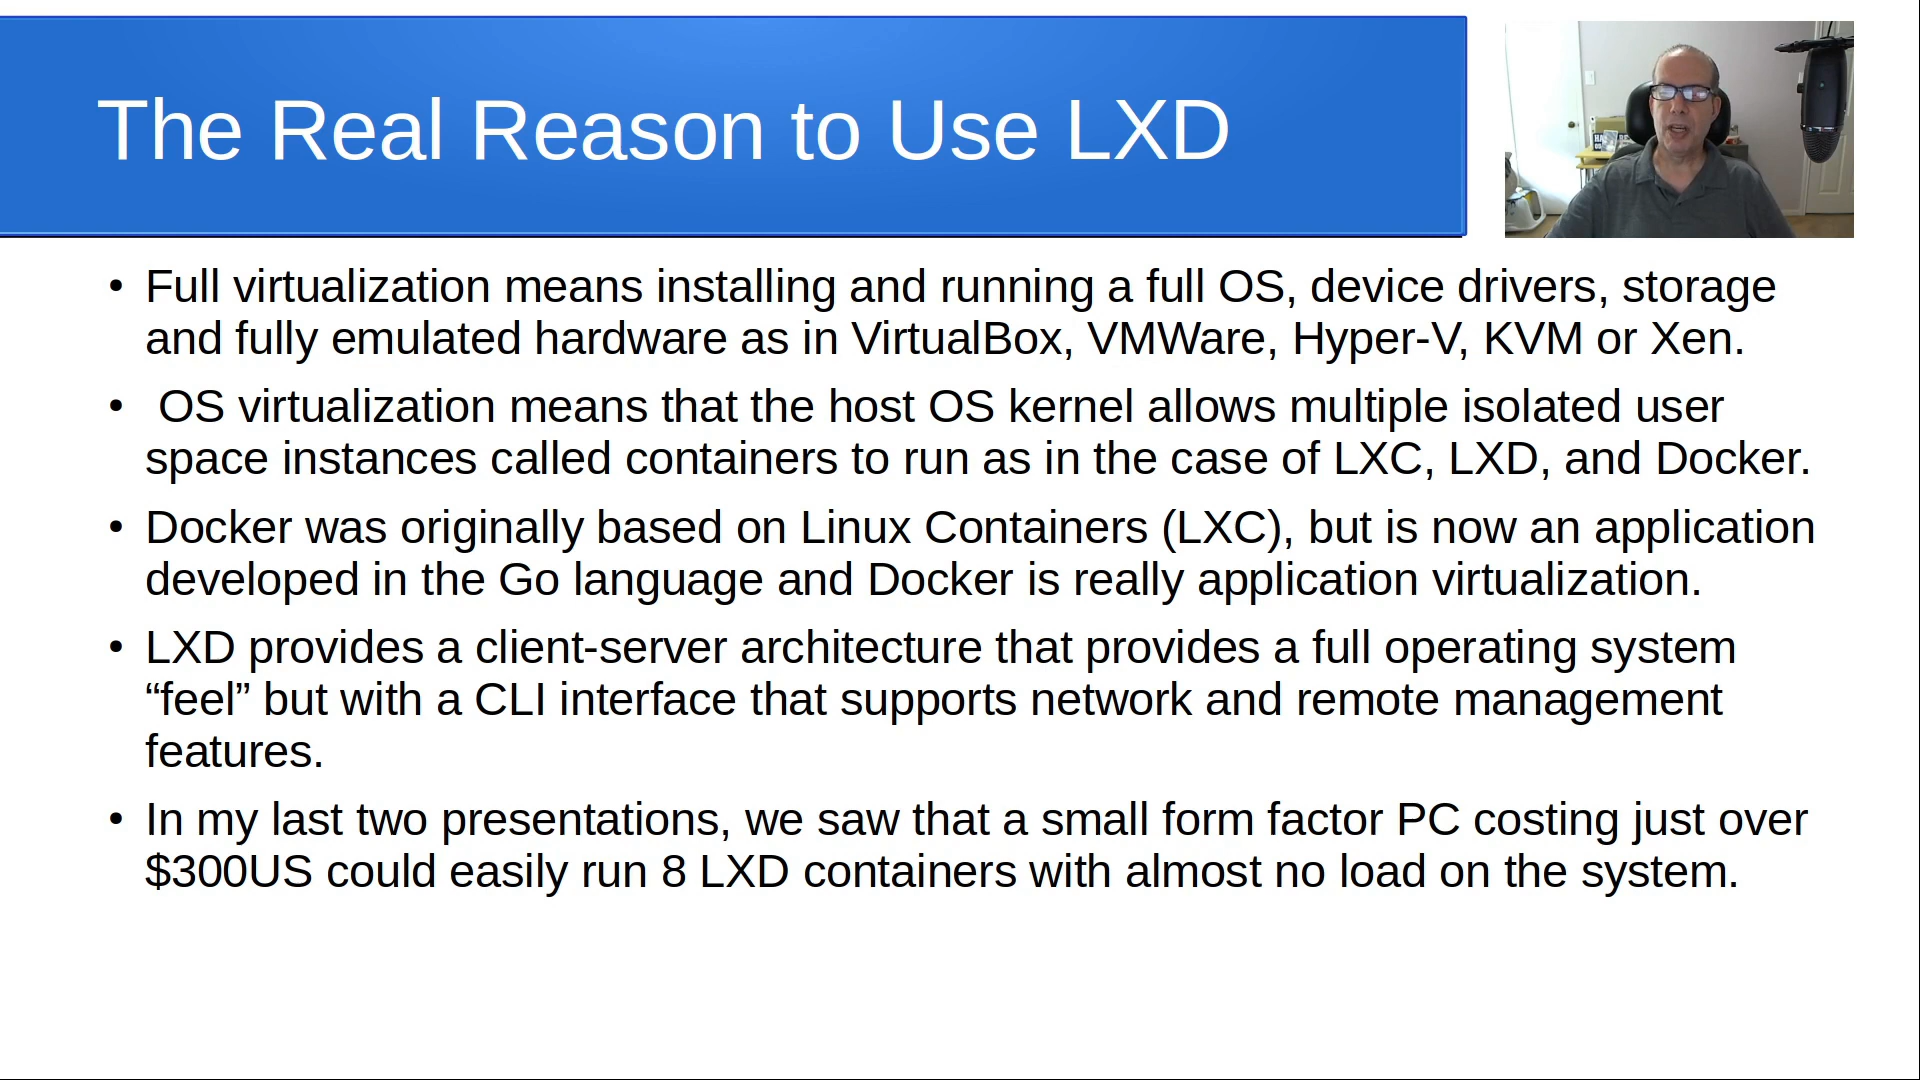 The Real Reason to Use LXD
• Full virtualization means installing and running a full OS, device drivers, storage
and fully emulated hardware as in VirtualBox, VMWare, Hyper-V, KVM or Xen.
• OS virtualization means that the host OS kernel allows multiple isolated user
space instances called containers to run as in the case of LXC, LXD, and Docker.
• Docker was originally based on Linux Containers (LXC), but is now an application
developed in the Go language and Docker is really application virtualization.
• LXD provides a client-server architecture that provides a full operating system
“feel” but with a CLI interface that supports network and remote management
features.
• In my last two presentations, we saw that a small form factor PC costing just over
$300US could easily run 8 LXD containers with almost no load on the system.